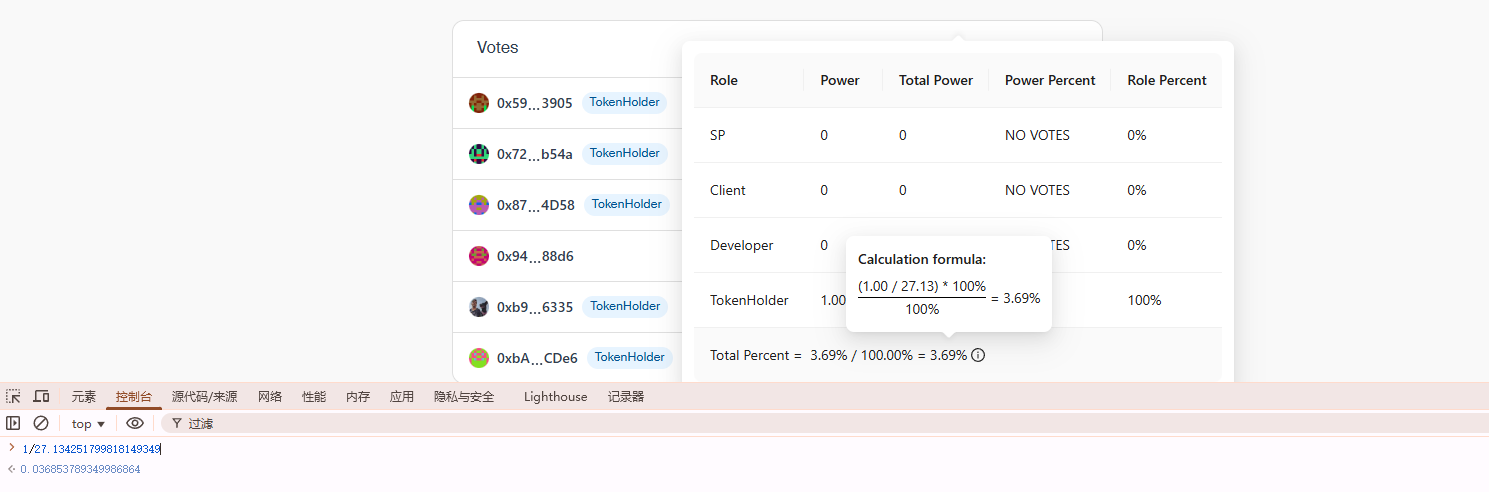 Votes
Role Power Total Power Power Percent Role Percent
0x59...3905 TokenHolder
SP 0 0 NO VOTES 0%
0x72...b54a TokenHolder
Client 0 0 NO VOTES 0%
0x87...4D58 TokenHolder
Developer 0 TES 0%
0x94...88d6
Calculation formula:
(1.00 / 27.13) * 100%
100%
= 3.69%
TokenHolder 1.00 100%
0xb9...6335 TokenHolder
Total Percent = 3.69% / 100.00% = 3.69%
0xbA...CDe6 TokenHolder
元素 控制台 源代码/来源 网络 性能 内存 应用 隐私与安全 Lighthouse 记录器
top 过滤
1/27.134251799818149349
0.036853789349986864